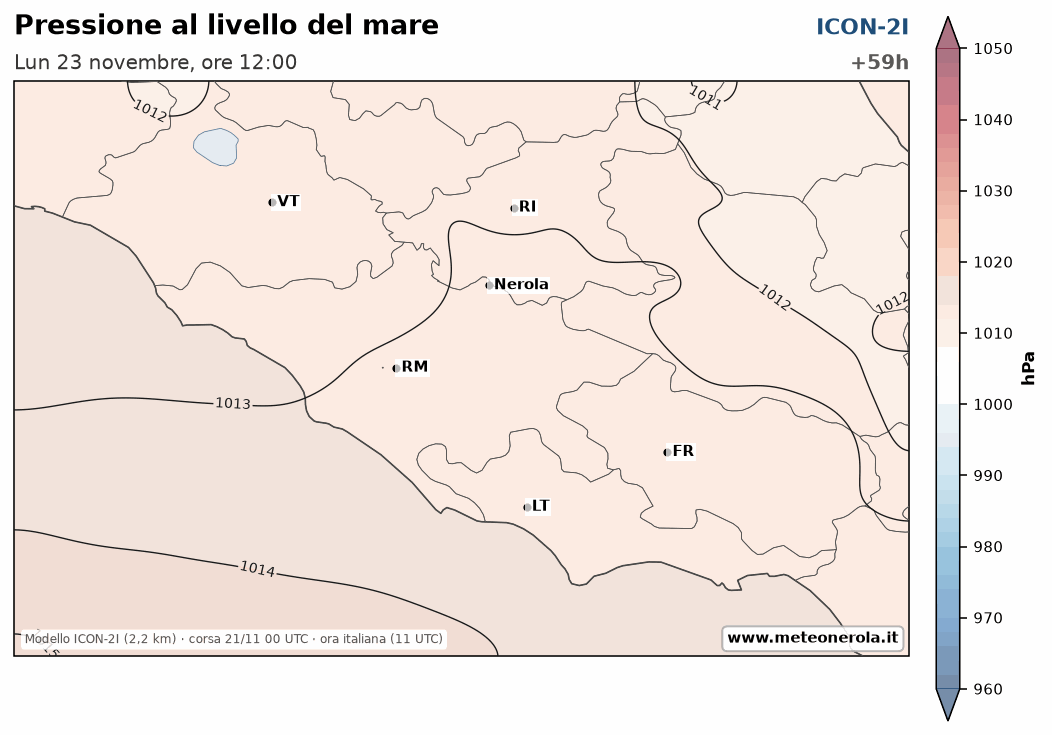 Pressione al livello del mare
ICON-2I
Lun 23 novembre, ore 12:00
+59h
1012
1011
VT
RI
Nerola
1012
1012
RM
1013
FR
LT
1014
Modello ICON-2I (2,2 km) · corsa 21/11 00 UTC · ora italiana (11 UTC)
www.meteonerola.it
1050
1040
1030
1020
1010
1000
990
980
970
960
hPa